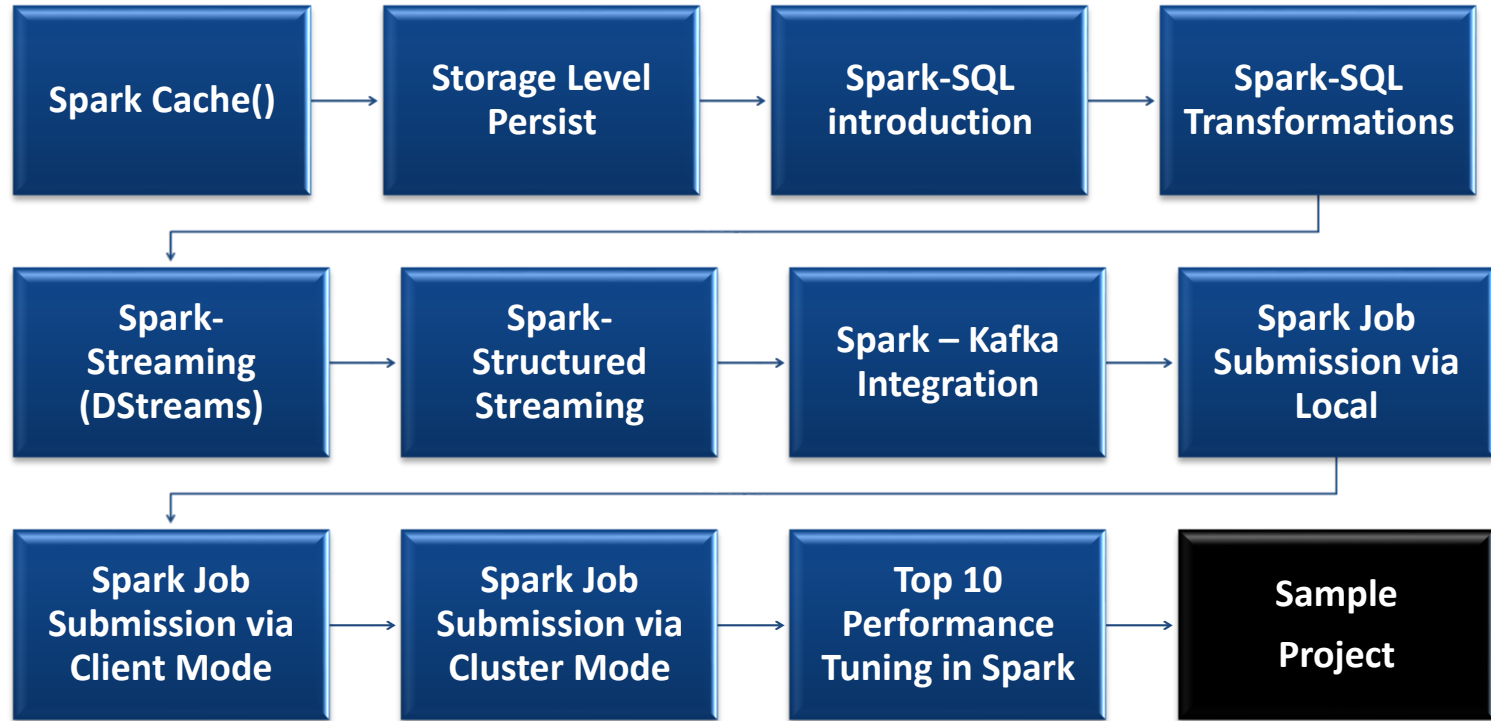 Spark Cache()
Storage Level
Persist
Spark-SQL
introduction
Spark-SQL
Transformations
Spark-
Streaming
(DStreams)
Spark-
Structured
Streaming
Spark – Kafka
Integration
Spark Job
Submission via
Local
Spark Job
Submission via
Client Mode
Spark Job
Submission via
Cluster Mode
Top 10
Performance
Tuning in Spark
Sample
Project